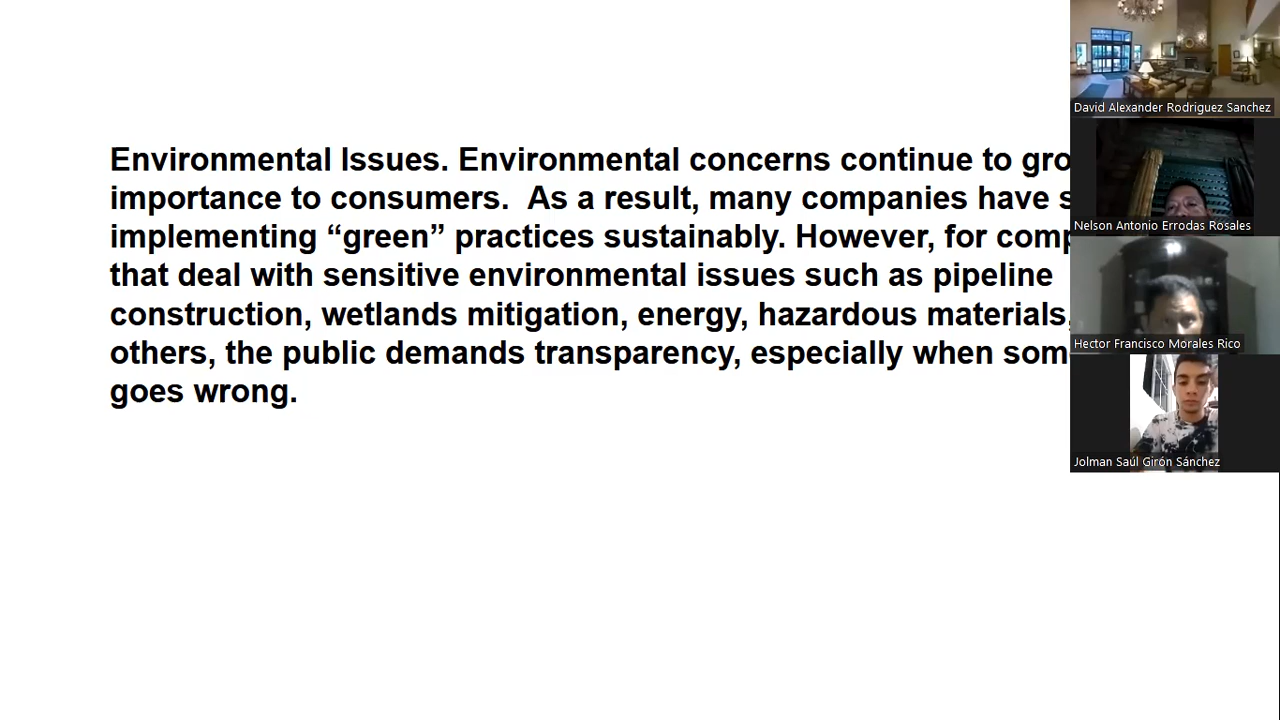 Environmental Issues. Environmental concerns continue to gro
importance to consumers. As a result, many companies have s
implementing “green” practices sustainably. However, for comp
that deal with sensitive environmental issues such as pipeline
construction, wetlands mitigation, energy, hazardous materials,
others, the public demands transparency, especially when som
goes wrong.
David Alexander Rodriguez Sanchez
Nelson Antonio Errodas Rosales
Hector Francisco Morales Rico
Jolman Saúl Girón Sánchez